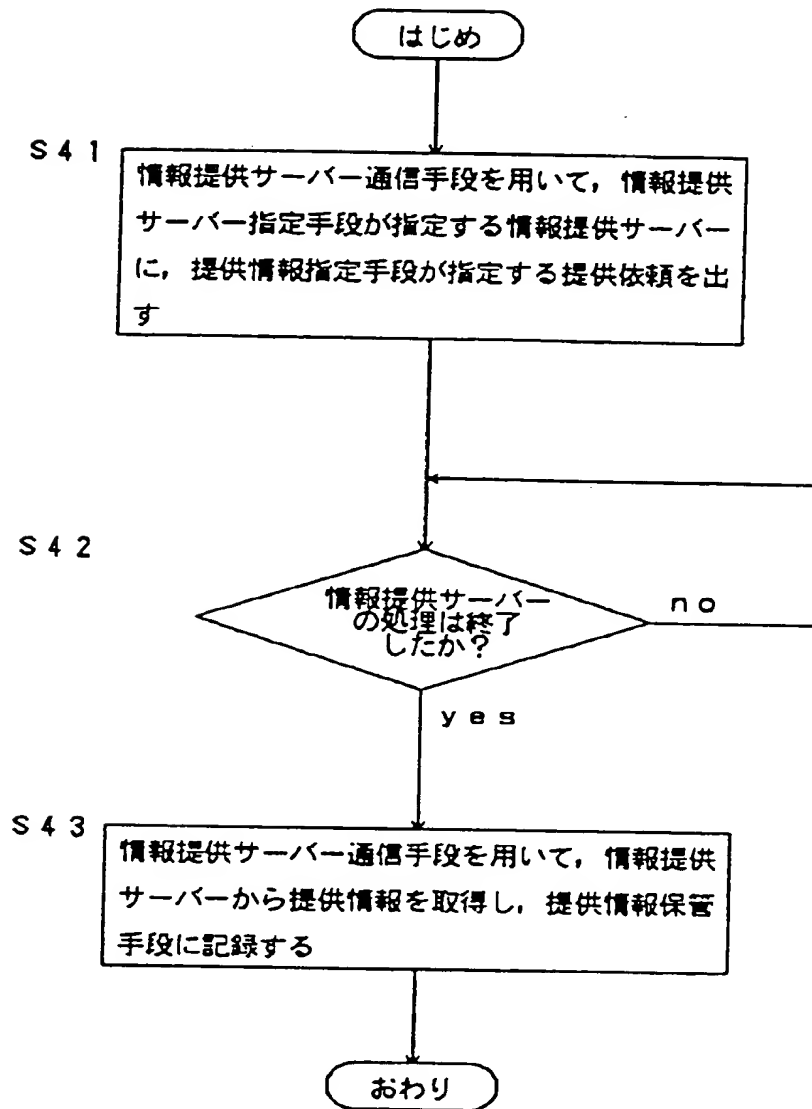 はじめ
S41
情報提供サーバー通信手段を用いて，情報提供
サーバー指定手段が指定する情報提供サーバー
に，提供情報指定手段が指定する提供依頼を出
す
S42
情報提供サーバー
の処理は終了
したか？
no
yes
S43
情報提供サーバー通信手段を用いて，情報提供
サーバーから提供情報を取得し，提供情報保管
手段に記録する
おわり